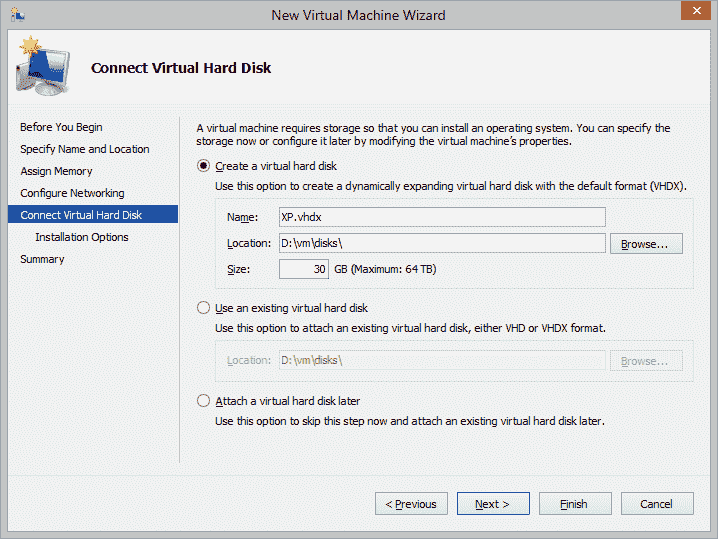 New Virtual Machine Wizard
Connect Virtual Hard Disk
Before You Begin
Specify Name and Location
Assign Memory
Configure Networking
Connect Virtual Hard Disk
Installation Options
Summary
A virtual machine requires storage so that you can install an operating system. You can specify the
storage now or configure it later by modifying the virtual machine's properties.
Create a virtual hard disk
Use this option to create a dynamically expanding virtual hard disk with the default format (VHDX).
Name: XP.vhdx
Location: D:\vm\disks\ Browse...
Size: 30 GB (Maximum: 64 TB)
Use an existing virtual hard disk
Use this option to attach an existing virtual hard disk, either VHD or VHDX format.
Location: D:\vm\disks\ Browse...
Attach a virtual hard disk later
Use this option to skip this step now and attach an existing virtual hard disk later.
< Previous Next > Finish Cancel